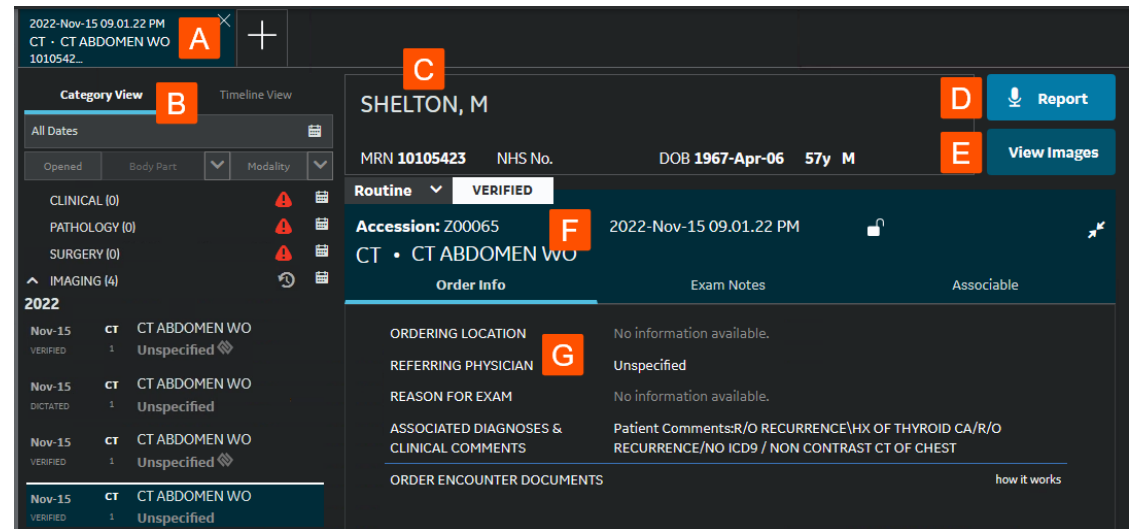 2022-Nov-15 09.01.22 PM
CT · CT ABDOMEN WO
1010542...
A
B
Category View
Timeline View
All Dates
Opened
Body Part
Modality
CLINICAL (0)
PATHOLOGY (0)
SURGERY (0)
IMAGING (4)
2022
Nov-15 CT CT ABDOMEN WO
VERIFIED 1 Unspecified
Nov-15 CT CT ABDOMEN WO
DICTATED 1 Unspecified
Nov-15 CT CT ABDOMEN WO
VERIFIED 1 Unspecified
Nov-15 CT CT ABDOMEN WO
VERIFIED 1 Unspecified
C
SHELTON, M
MRN 10105423 NHS No. DOB 1967-Apr-06 57y M
D
Report
E
View Images
Routine VERIFIED
Accession: Z00065 F 2022-Nov-15 09.01.22 PM
CT • CT ABDOMEN WO
Order Info Exam Notes Associable
ORDERING LOCATION No information available.
G
REFERRING PHYSICIAN Unspecified
REASON FOR EXAM No information available.
ASSOCIATED DIAGNOSES & Patient Comments:R/O RECURRENCE\HX OF THYROID CA/R/O
CLINICAL COMMENTS RECURRENCE/NO ICD9 / NON CONTRAST CT OF CHEST
ORDER ENCOUNTER DOCUMENTS how it works